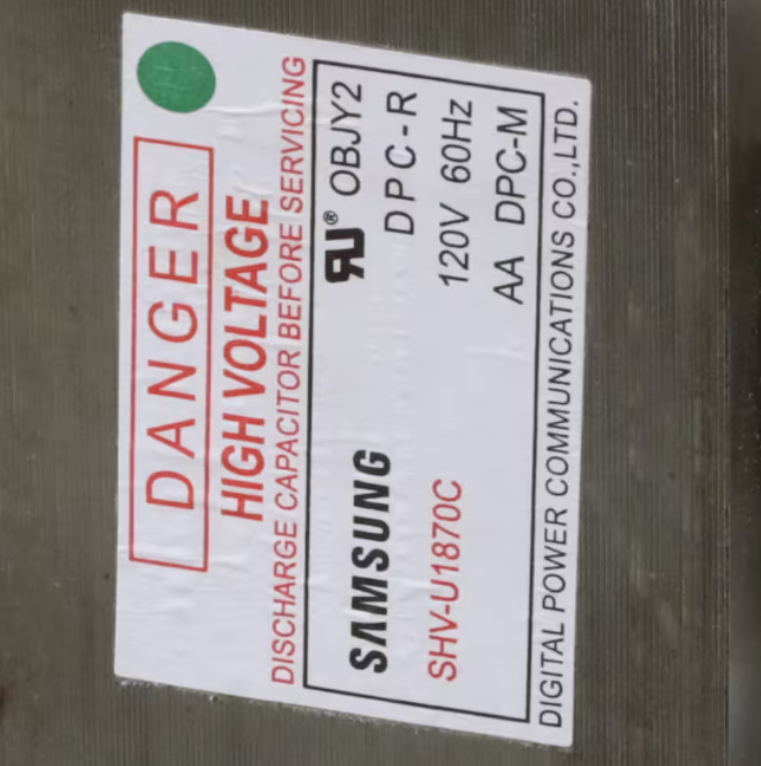 DANGER
HIGH VOLTAGE
DISCHARGE CAPACITOR BEFORE SERVICING
SAMSUNG ЯU® OBJY2
DPC-R
SHV-U1870C 120V 60Hz
AA DPC-M
DIGITAL POWER COMMUNICATIONS CO.,LTD.